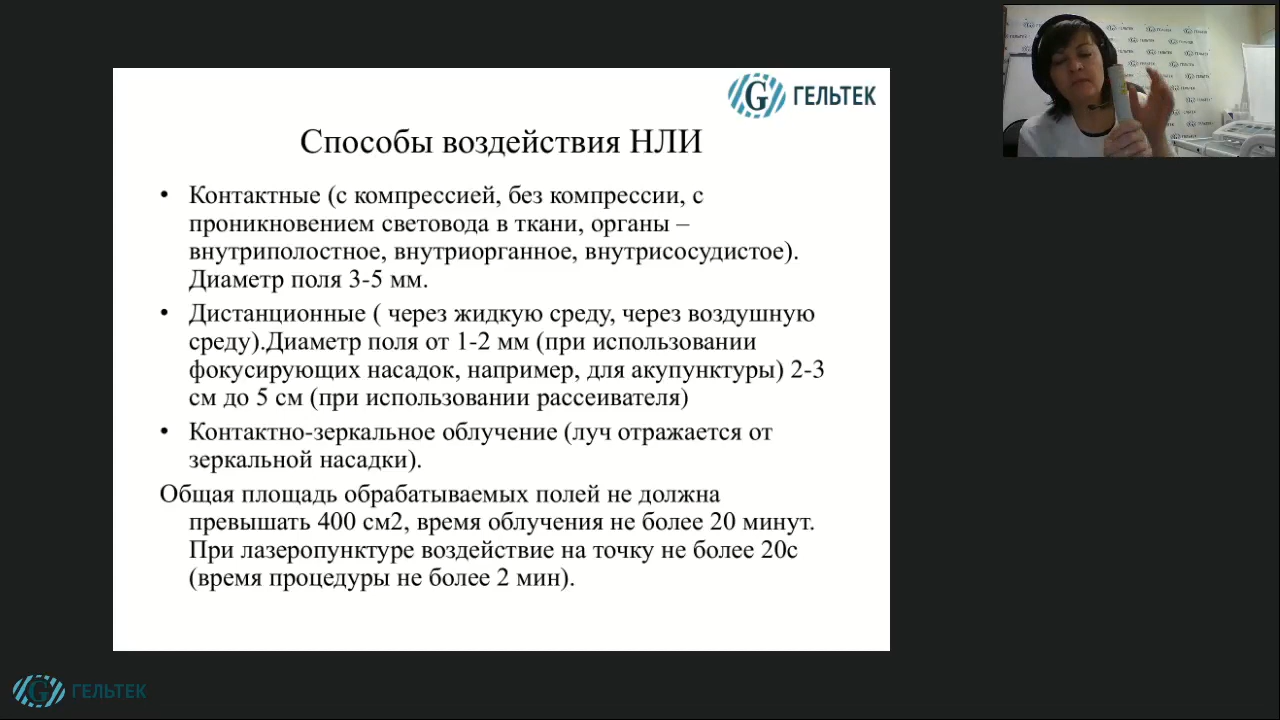 ГЕЛЬТЕК
Способы воздействия НЛИ
• Контактные (с компрессией, без компрессии, с
проникновением световода в ткани, органы –
внутриполостное, внутриорганное, внутрисосудистое).
Диаметр поля 3-5 мм.
• Дистанционные ( через жидкую среду, через воздушную
среду).Диаметр поля от 1-2 мм (при использовании
фокусирующих насадок, например, для акупунктуры) 2-3
см до 5 см (при использовании рассеивателя)
• Контактно-зеркальное облучение (луч отражается от
зеркальной насадки).
Общая площадь обрабатываемых полей не должна
превышать 400 см2, время облучения не более 20 минут.
При лазеропунктуре воздействие на точку не более 20с
(время процедуры не более 2 мин).
ГЕЛЬТЕК